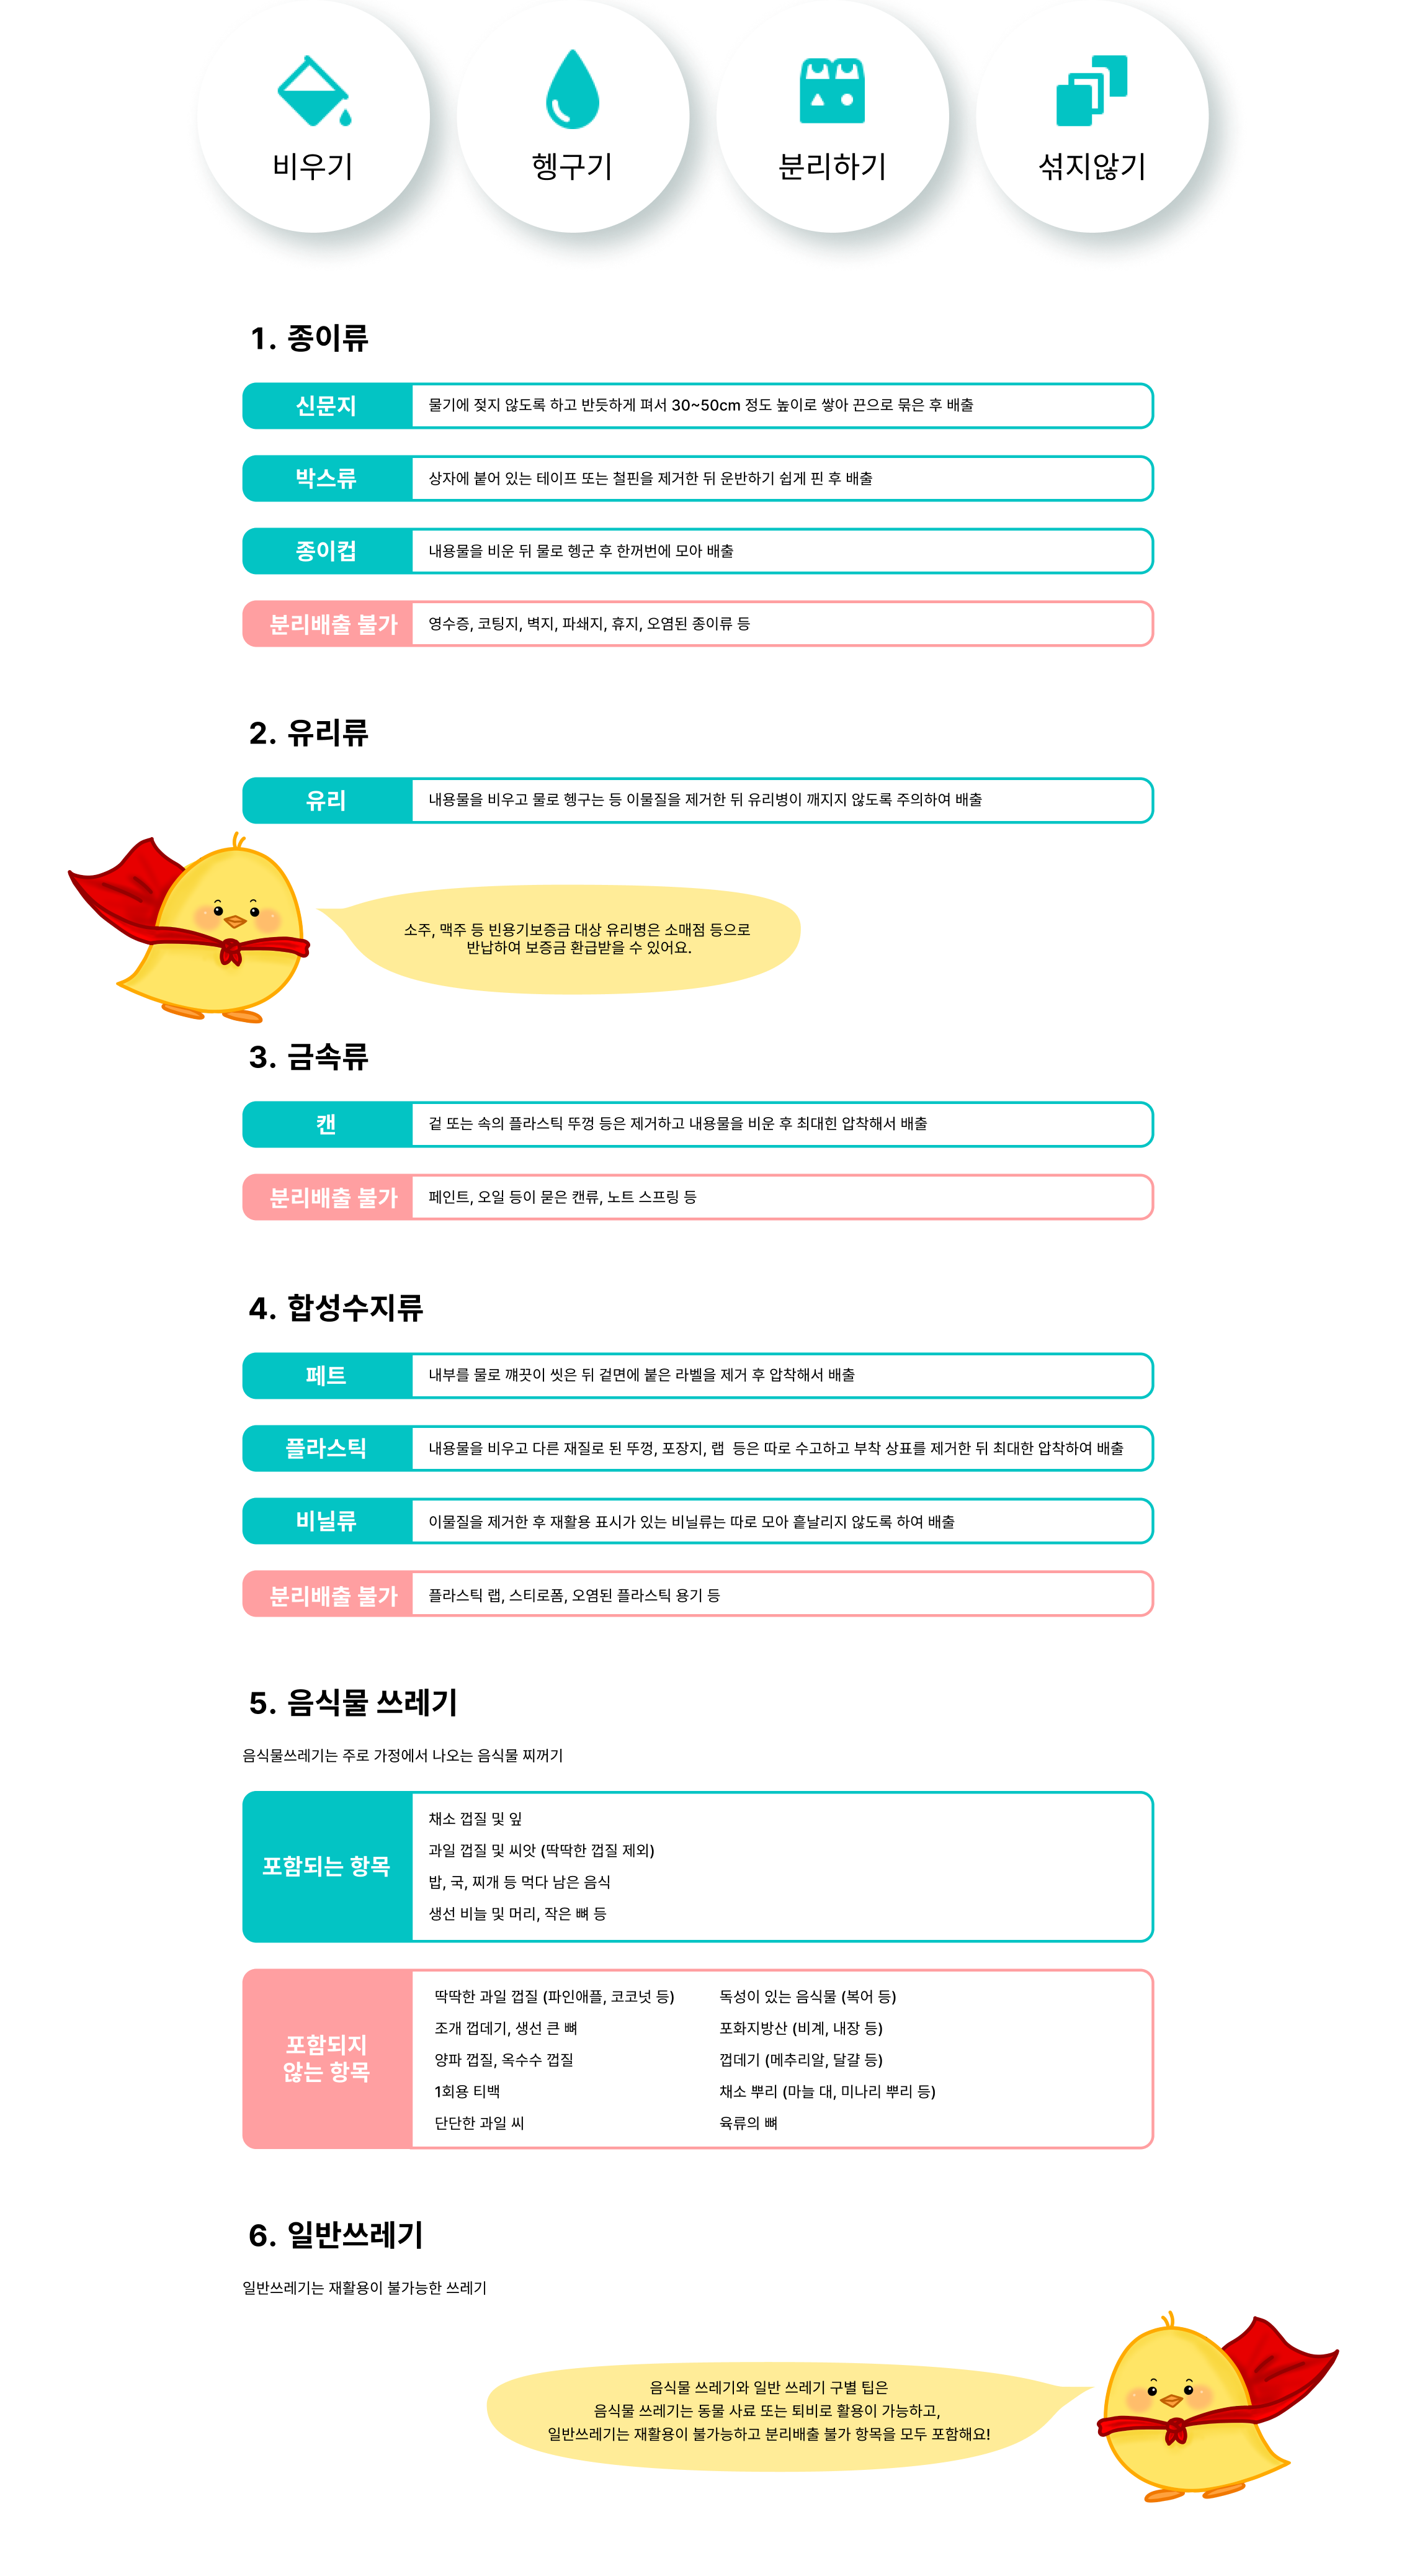 비우기
헹구기
분리하기
섞지않기
1. 종이류
신문지
물기에 젖지 않도록 하고 반듯하게 펴서 30~50cm 정도 높이로 쌓아 끈으로 묶은 후 배출
박스류
상자에 붙어 있는 테이프 또는 철핀을 제거한 뒤 운반하기 쉽게 핀 후 배출
종이컵
내용물을 비운 뒤 물로 헹군 후 한꺼번에 모아 배출
분리배출 불가
영수증, 코팅지, 벽지, 파쇄지, 휴지, 오염된 종이류 등
2. 유리류
유리
내용물을 비우고 물로 헹구는 등 이물질을 제거한 뒤 유리병이 깨지지 않도록 주의하여 배출
소주, 맥주 등 빈용기보증금 대상 유리병은 소매점 등으로
반납하여 보증금 환급받을 수 있어요.
3. 금속류
캔
겉 또는 속의 플라스틱 뚜껑 등은 제거하고 내용물을 비운 후 최대힌 압착해서 배출
분리배출 불가
페인트, 오일 등이 묻은 캔류, 노트 스프링 등
4. 합성수지류
페트
내부를 물로 꺠끗이 씻은 뒤 겉면에 붙은 라벨을 제거 후 압착해서 배출
플라스틱
내용물을 비우고 다른 재질로 된 뚜껑, 포장지, 랩  등은 따로 수고하고 부착 상표를 제거한 뒤 최대한 압착하여 배출
비닐류
이물질을 제거한 후 재활용 표시가 있는 비닐류는 따로 모아 흩날리지 않도록 하여 배출
분리배출 불가
플라스틱 랩, 스티로폼, 오염된 플라스틱 용기 등
5. 음식물 쓰레기
음식물쓰레기는 주로 가정에서 나오는 음식물 찌꺼기
포함되는 항목
채소 껍질 및 잎
과일 껍질 및 씨앗 (딱딱한 껍질 제외)
밥, 국, 찌개 등 먹다 남은 음식
생선 비늘 및 머리, 작은 뼈 등
포함되지
않는 항목
딱딱한 과일 껍질 (파인애플, 코코넛 등)
조개 껍데기, 생선 큰 뼈
양파 껍질, 옥수수 껍질
1회용 티백
단단한 과일 씨
독성이 있는 음식물 (복어 등)
포화지방산 (비계, 내장 등)
껍데기 (메추리알, 달걀 등)
채소 뿌리 (마늘 대, 미나리 뿌리 등)
육류의 뼈
6. 일반쓰레기
일반쓰레기는 재활용이 불가능한 쓰레기
음식물 쓰레기와 일반 쓰레기 구별 팁은
음식물 쓰레기는 동물 사료 또는 퇴비로 활용이 가능하고,
일반쓰레기는 재활용이 불가능하고 분리배출 불가 항목을 모두 포함해요!